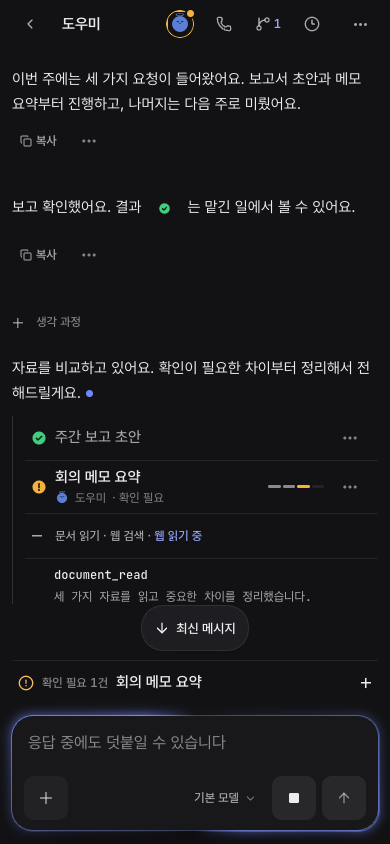 도우미
1
이번 주에는 세 가지 요청이 들어왔어요. 보고서 초안과 메모
요약부터 진행하고, 나머지는 다음 주로 미뤘어요.
복사
보고 확인했어요. 결과 는 맡긴 일에서 볼 수 있어요.
복사
생각 과정
자료를 비교하고 있어요. 확인이 필요한 차이부터 정리해서 전
해드릴게요.
주간 보고 초안
회의 메모 요약
도우미 · 확인 필요
문서 읽기 · 웹 검색 · 웹 읽기 중
document_read
세 가지 자료를 읽고 중요한 차이를 정리했습니다.
최신 메시지
확인 필요 1건 회의 메모 요약
응답 중에도 덧붙일 수 있습니다
기본 모델